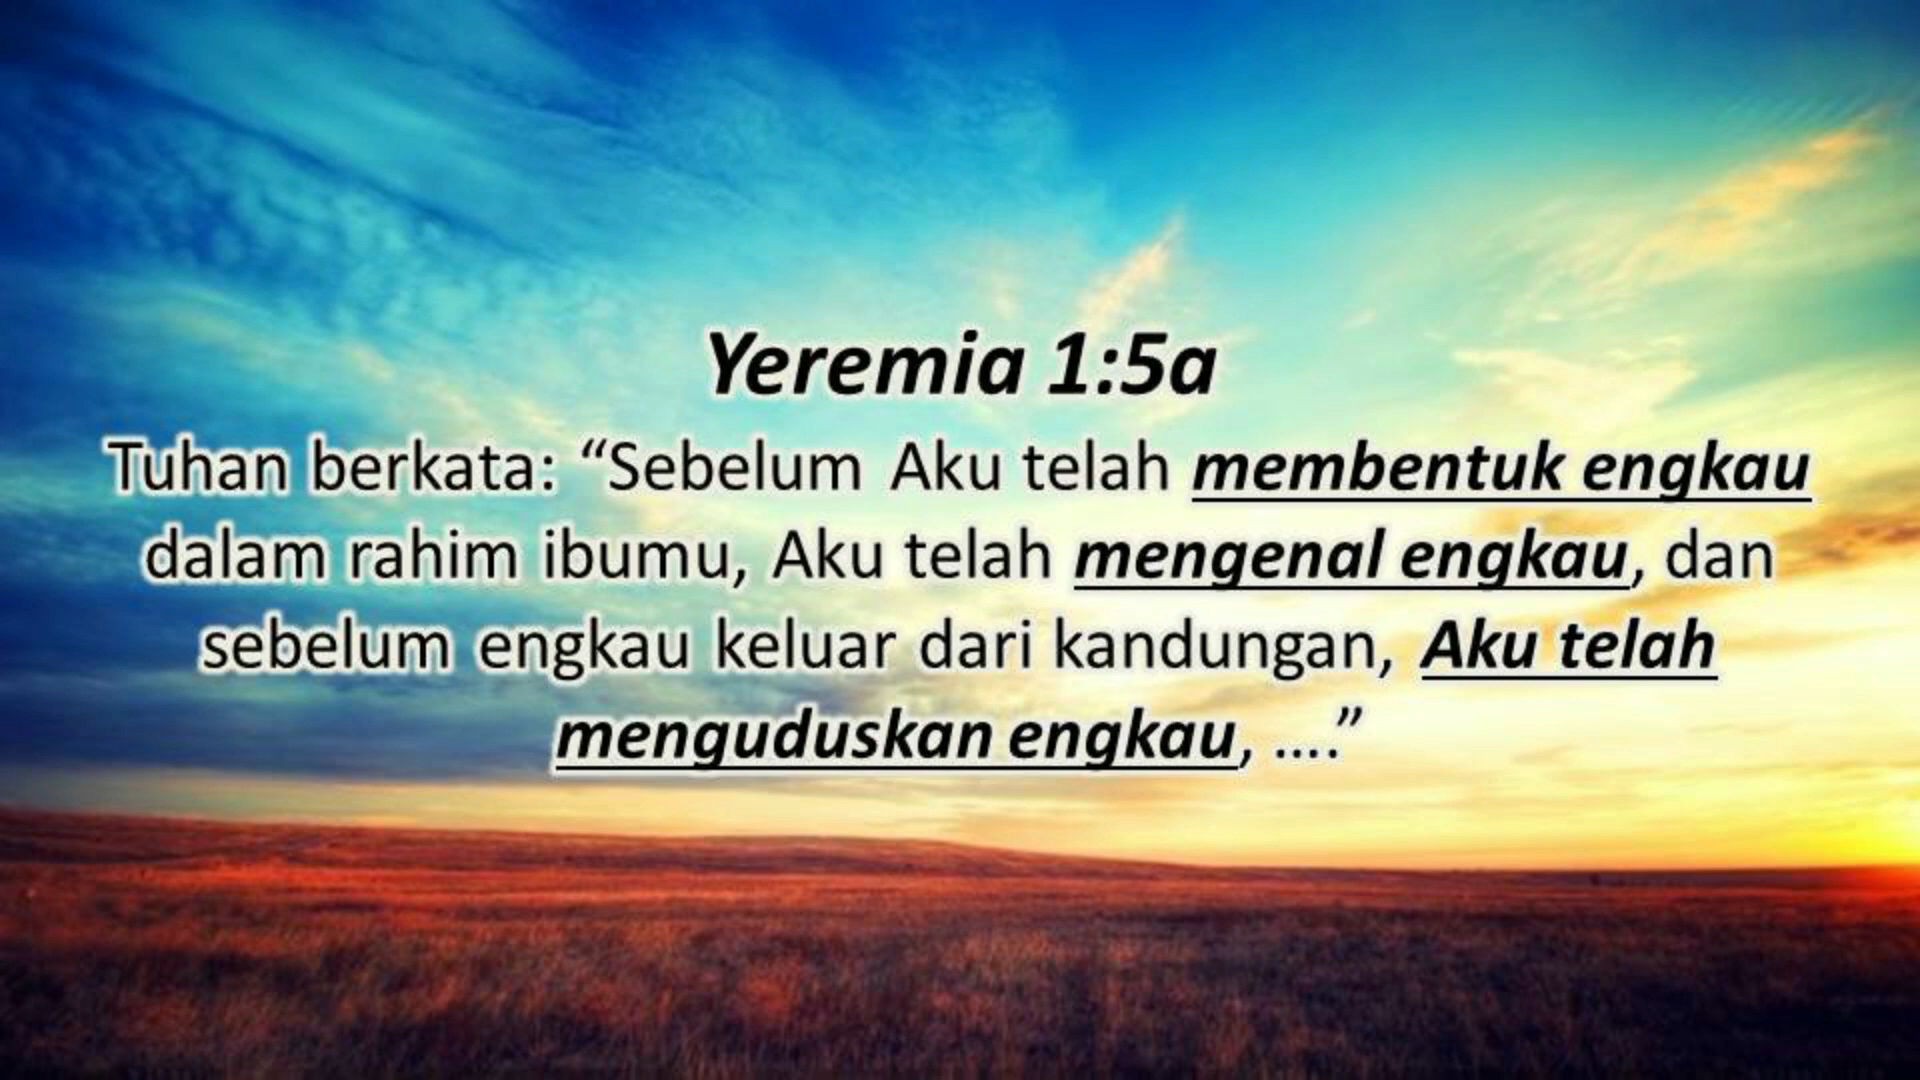 Yeremia 1:5a
Tuhan berkata: “Sebelum Aku telah membentuk engkau
dalam rahim ibumu, Aku telah mengenal engkau, dan
sebelum engkau keluar dari kandungan, Aku telah
menguduskan engkau, ....”